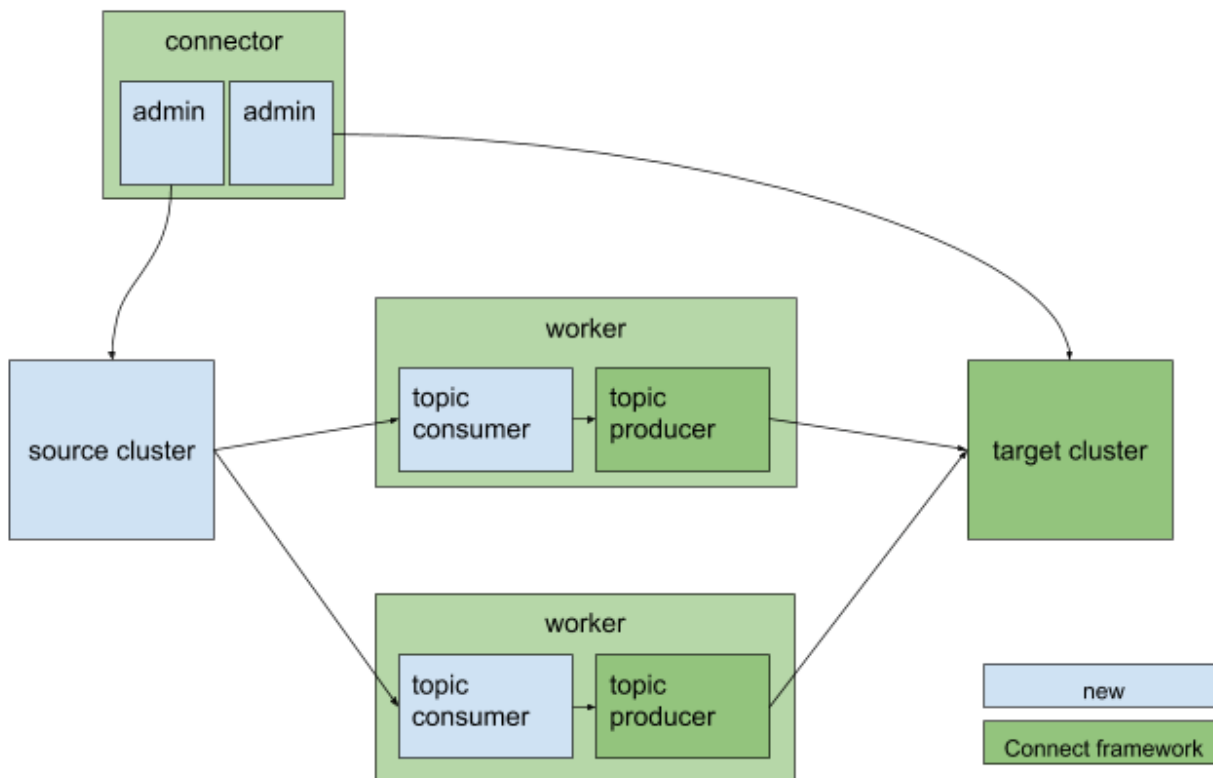 connector
admin
admin
worker
topic
consumer
topic
producer
source cluster
target cluster
worker
topic
consumer
topic
producer
new
Connect framework